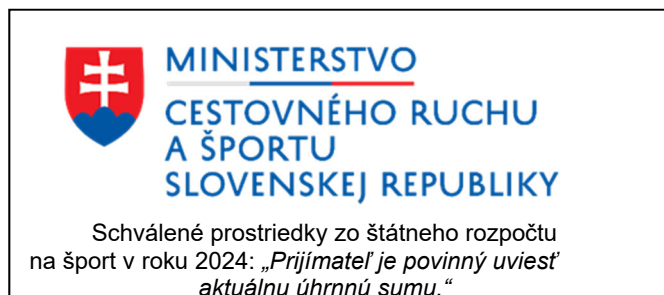 MINISTERSTVO
CESTOVNÉHO RUCHU
A ŠPORTU
SLOVENSKEJ REPUBLIKY
Schválené prostriedky zo štátneho rozpočtu
na šport v roku 2024: „Prijímateľ je povinný uviesť
aktuálnu úhrnnú sumu.“